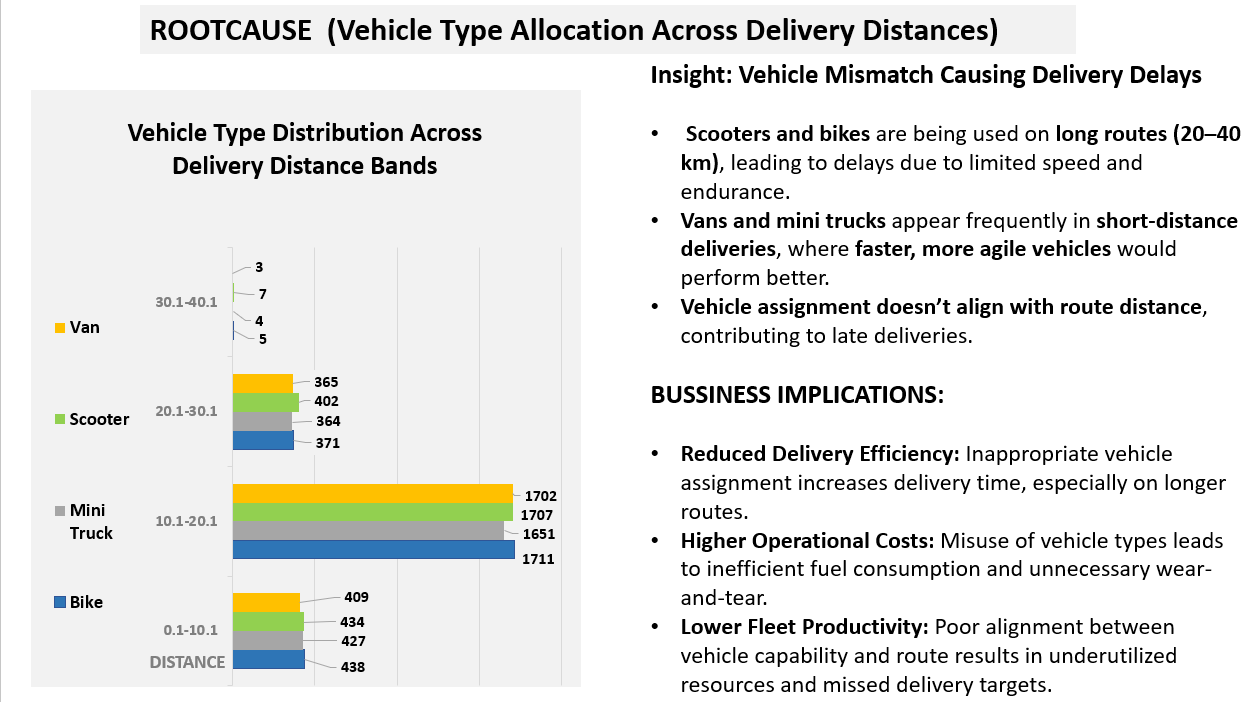 ROOTCAUSE (Vehicle Type Allocation Across Delivery Distances)
Vehicle Type Distribution Across
Delivery Distance Bands
Van
Scooter
Mini
Truck
Bike
30.1-40.1
3
7
4
5
20.1-30.1
365
402
364
371
10.1-20.1
1702
1707
1651
1711
0.1-10.1
409
434
427
438
DISTANCE
Insight: Vehicle Mismatch Causing Delivery Delays
• Scooters and bikes are being used on long routes (20–40
km), leading to delays due to limited speed and
endurance.
• Vans and mini trucks appear frequently in short-distance
deliveries, where faster, more agile vehicles would
perform better.
• Vehicle assignment doesn’t align with route distance,
contributing to late deliveries.
BUSSINESS IMPLICATIONS:
• Reduced Delivery Efficiency: Inappropriate vehicle
assignment increases delivery time, especially on longer
routes.
• Higher Operational Costs: Misuse of vehicle types leads
to inefficient fuel consumption and unnecessary wear-
and-tear.
• Lower Fleet Productivity: Poor alignment between
vehicle capability and route results in underutilized
resources and missed delivery targets.